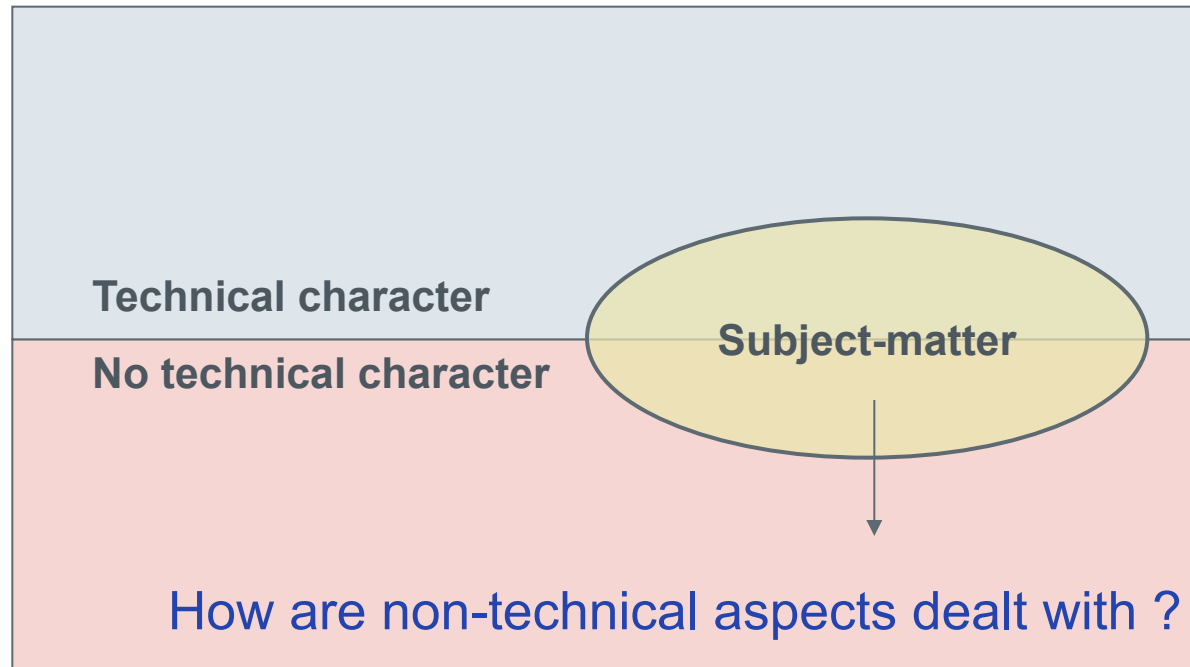 Technical character
Subject-matter
No technical character
How are non-technical aspects dealt with ?